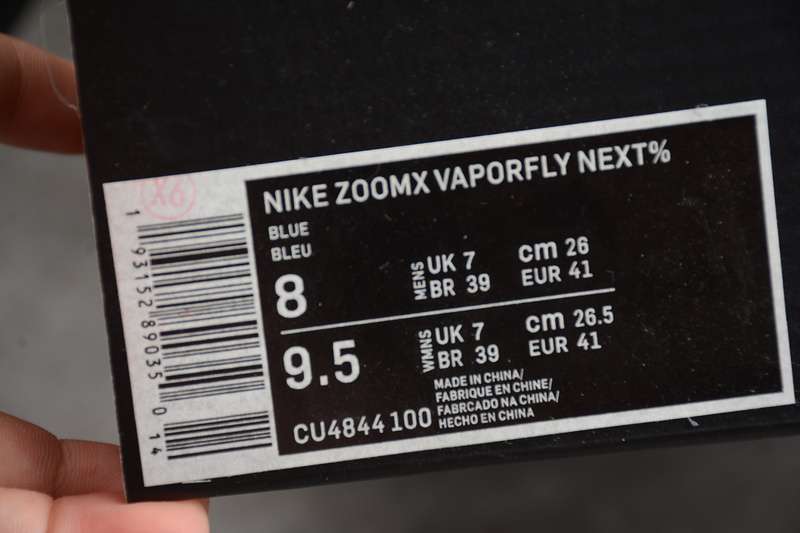 X6
NIKE ZOOMX VAPORFLY NEXT%
BLUE
BLEU
8
MENS
UK 7
BR 39
cm 26
EUR 41
9.5
WMNS
UK 7
BR 39
cm 26.5
EUR 41
CU4844 100
MADE IN CHINA/
FABRIQUE EN CHINE/
FABRCADO NA CHINA/
HECHO EN CHINA
1 93152 89035 0 14